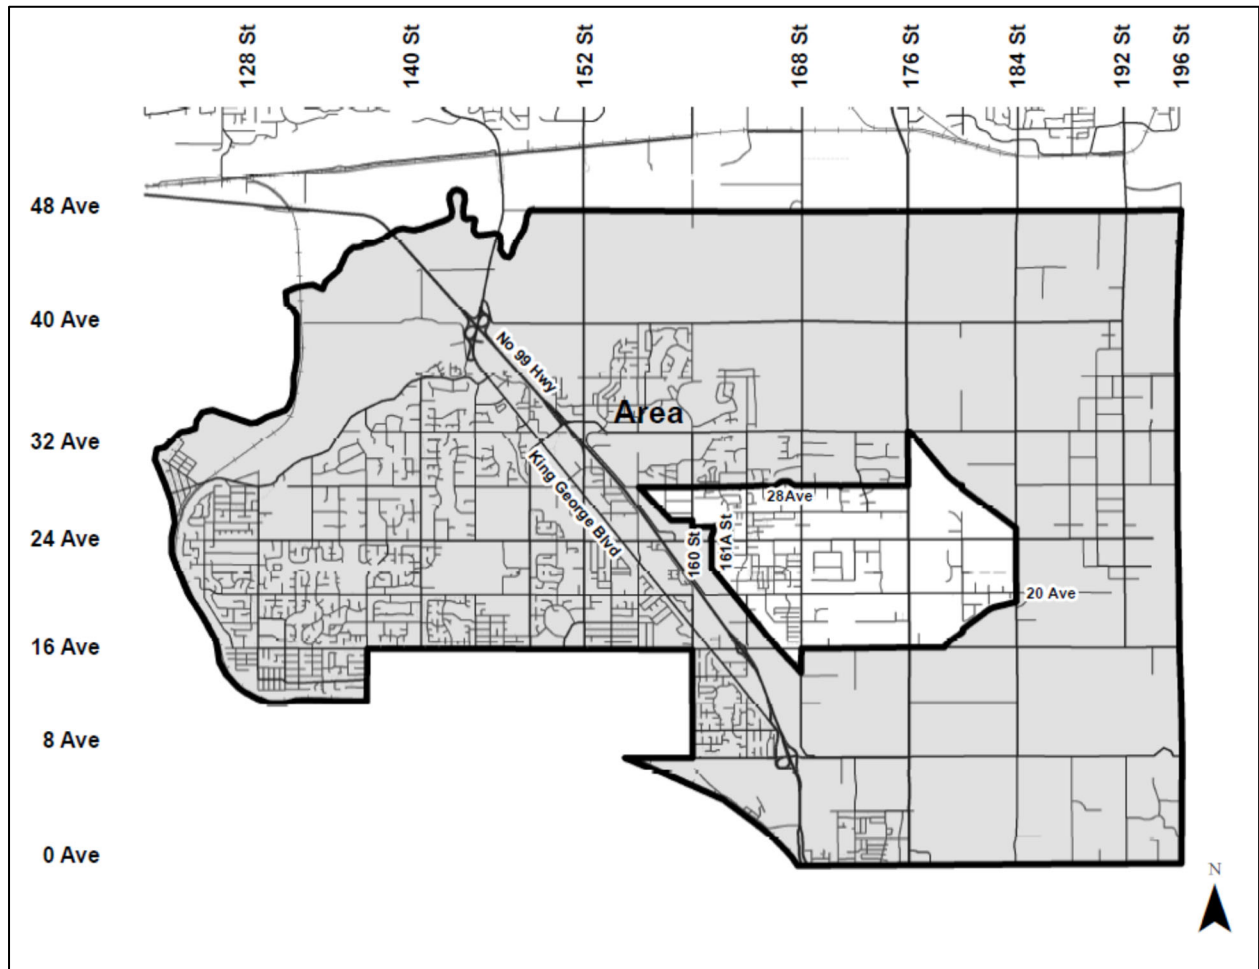 128 St
140 St
152 St
168 St
176 St
184 St
192 St
196 St
48 Ave
40 Ave
No 99 Hwy
Area
32 Ave
King George Blvd
28Ave
24 Ave
160 St
161A St
20 Ave
16 Ave
8 Ave
0 Ave
N